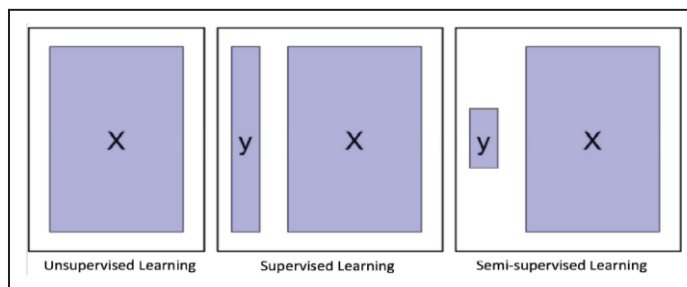 X
y
X
y
X
Unsupervised Learning
Supervised Learning
Semi-supervised Learning